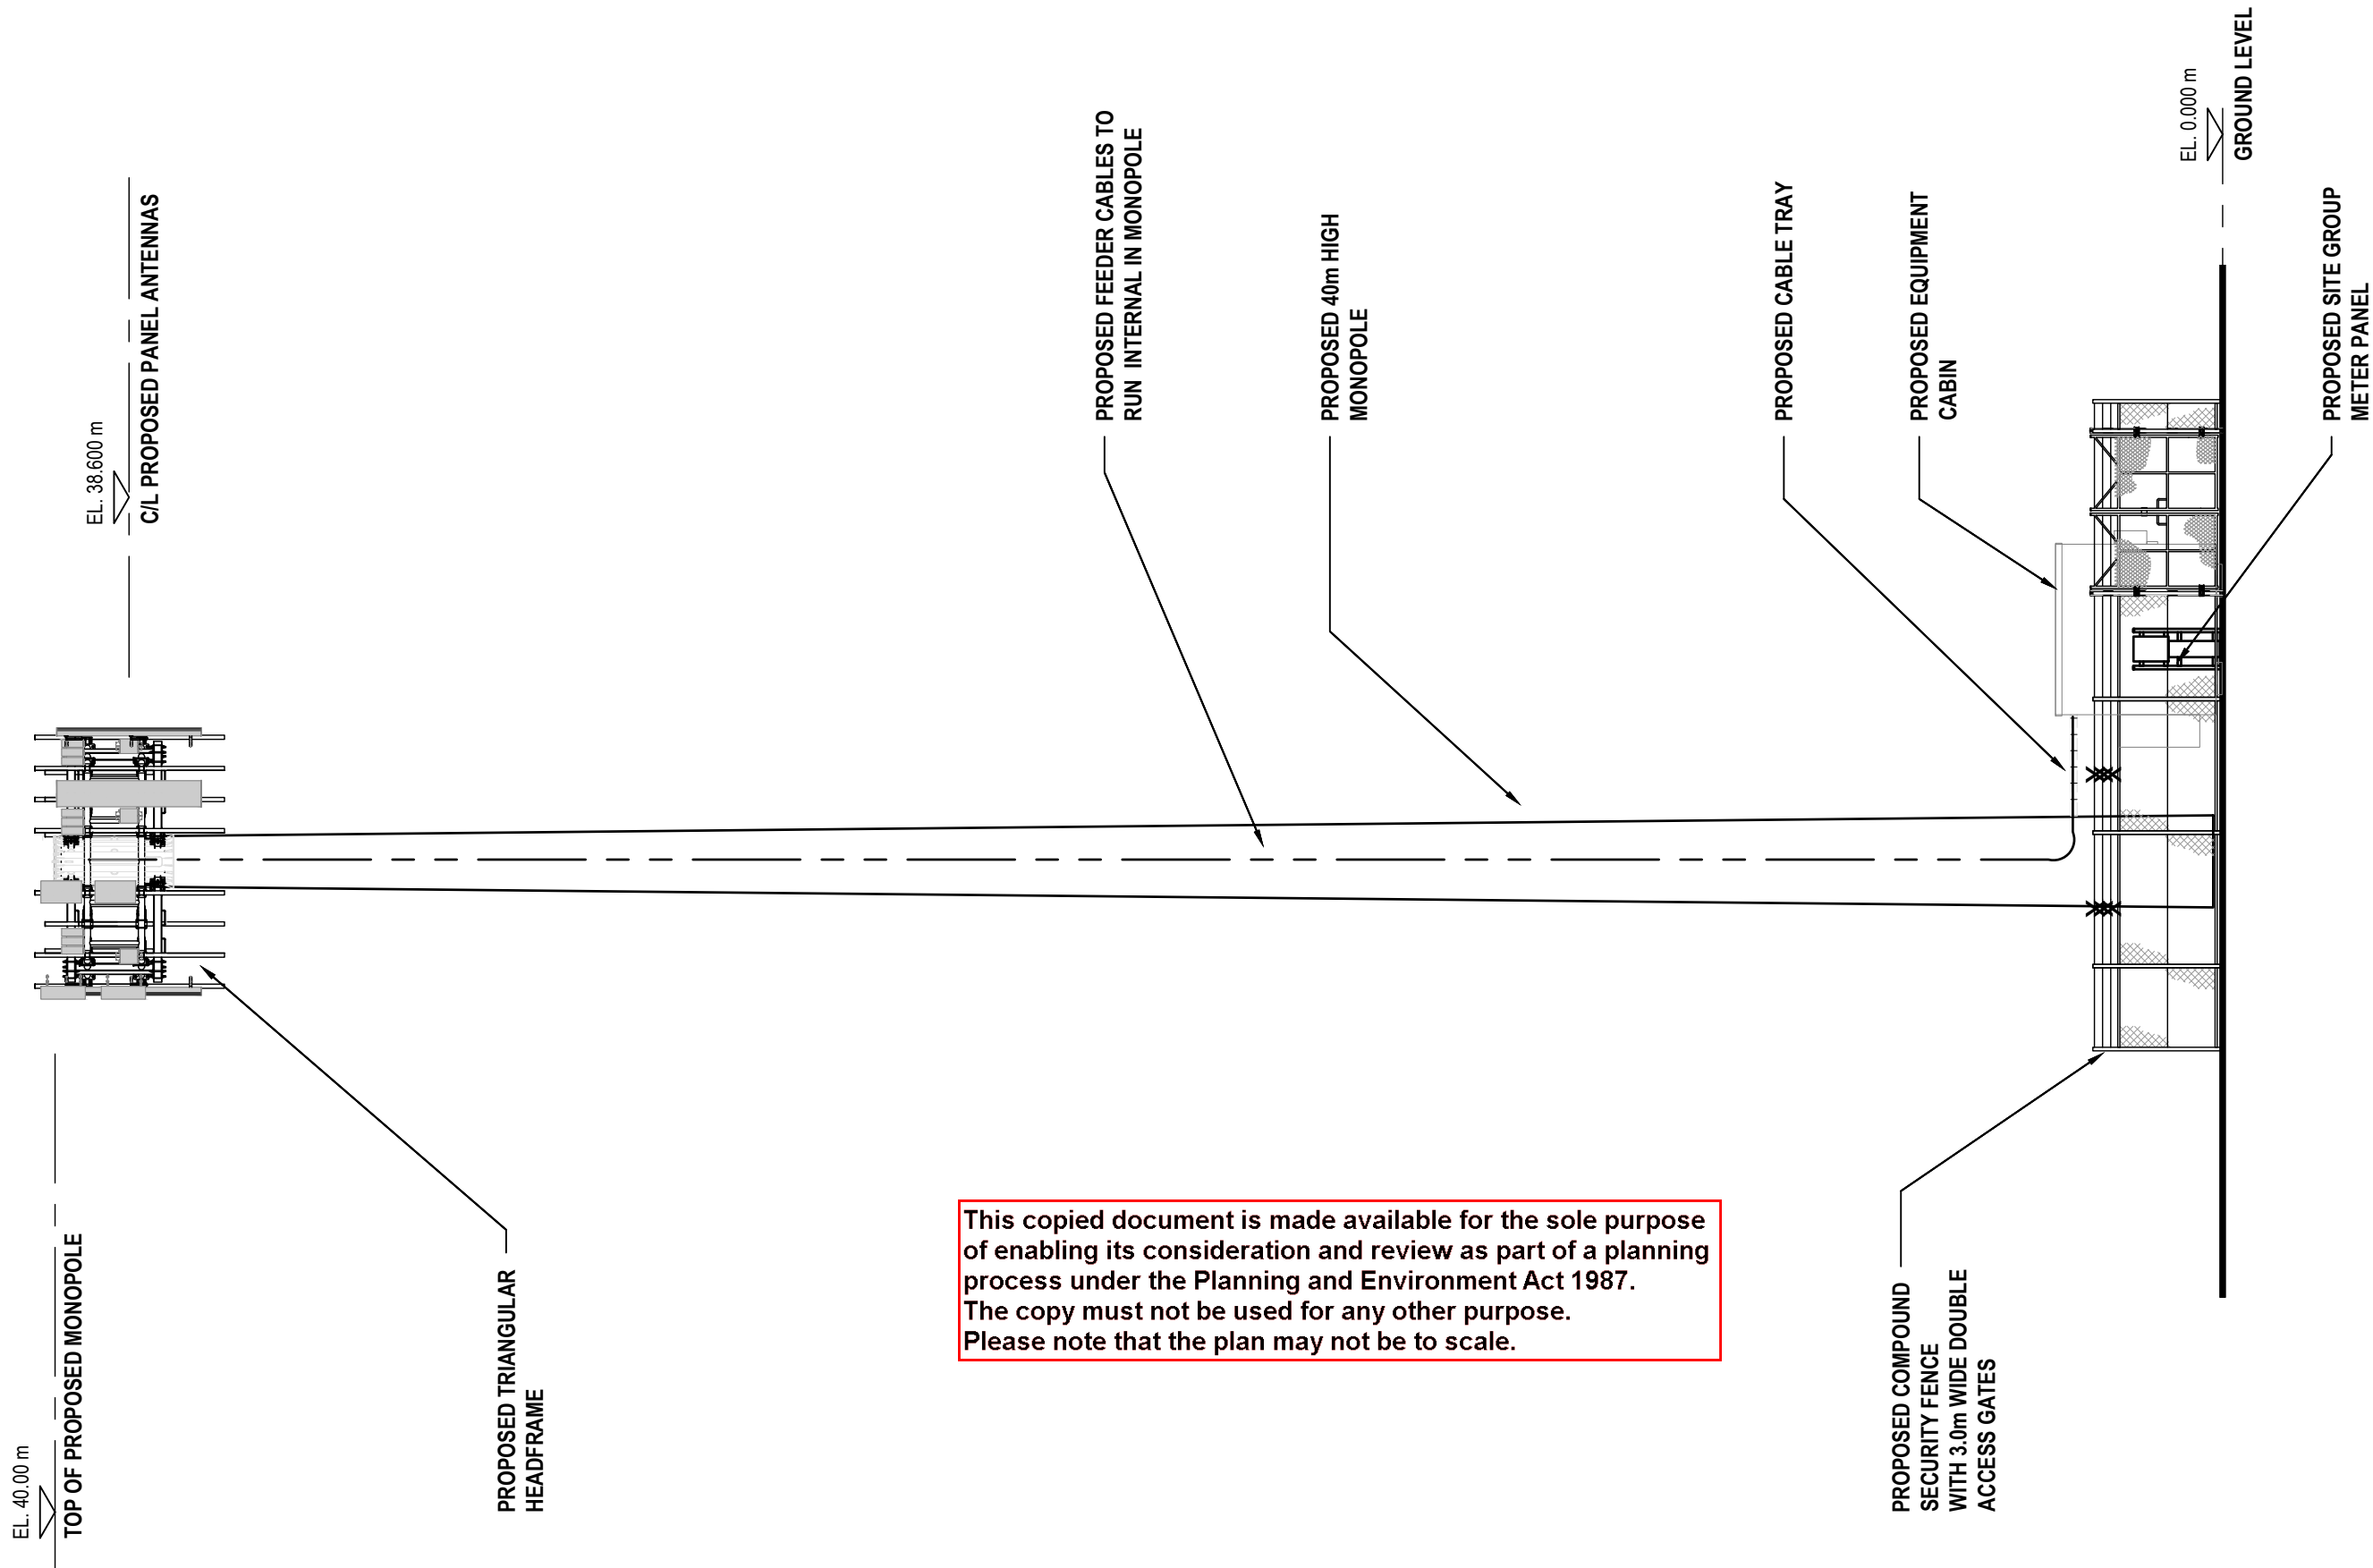 EL. 40.00 m
TOP OF PROPOSED MONOPOLE
EL. 38.600 m
C/L PROPOSED PANEL ANTENNAS
PROPOSED TRIANGULAR
HEADFRAME
PROPOSED FEEDER CABLES TO
RUN INTERNAL IN MONOPOLE
PROPOSED 40m HIGH
MONOPOLE
PROPOSED CABLE TRAY
PROPOSED EQUIPMENT
CABIN
PROPOSED COMPOUND
SECURITY FENCE
WITH 3.0m WIDE DOUBLE
ACCESS GATES
EL. 0.000 m
GROUND LEVEL
PROPOSED SITE GROUP
METER PANEL
This copied document is made available for the sole purpose
of enabling its consideration and review as part of a planning
process under the Planning and Environment Act 1987.
The copy must not be used for any other purpose.
Please note that the plan may not be to scale.